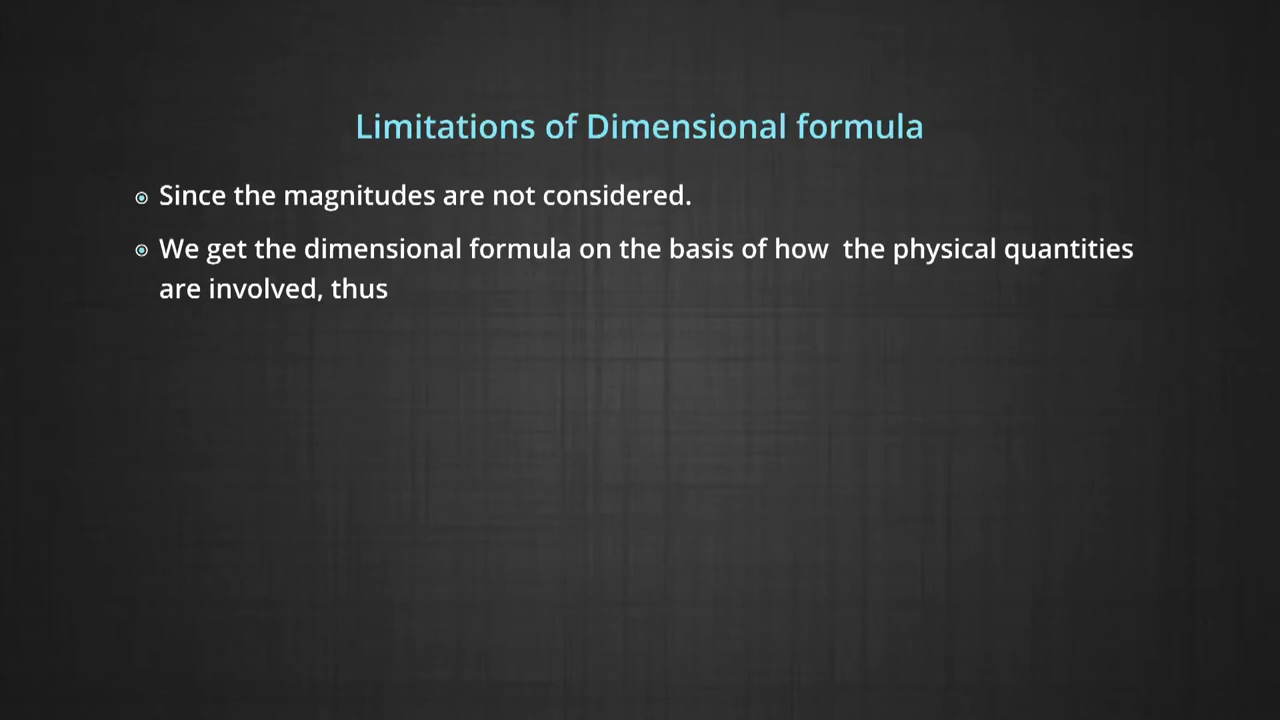 Limitations of Dimensional formula
Since the magnitudes are not considered.
We get the dimensional formula on the basis of how  the physical quantities
are involved, thus